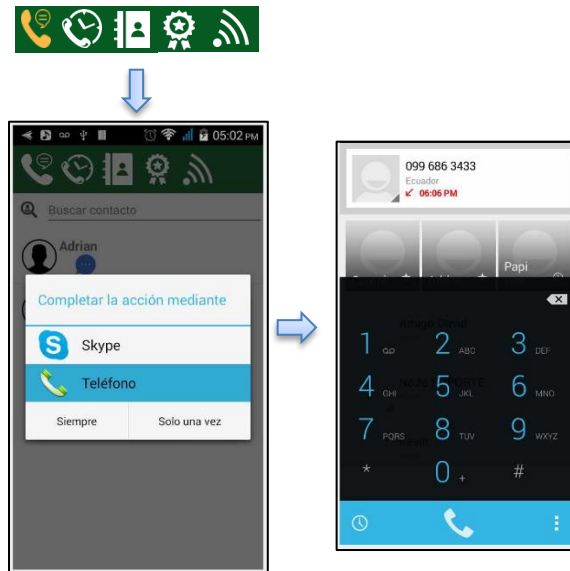 05:02 PM
Buscar contacto
Adrian
Completar la acción mediante
S Skype
Teléfono
Siempre
Solo una vez
099 686 3433
Ecuador
06:06 PM
Papi
1
2 ABC
3 DEF
4 GHI
5 JKL
6 MNO
7 PQRS
8 TUV
9 WXYZ
*
0 +
#